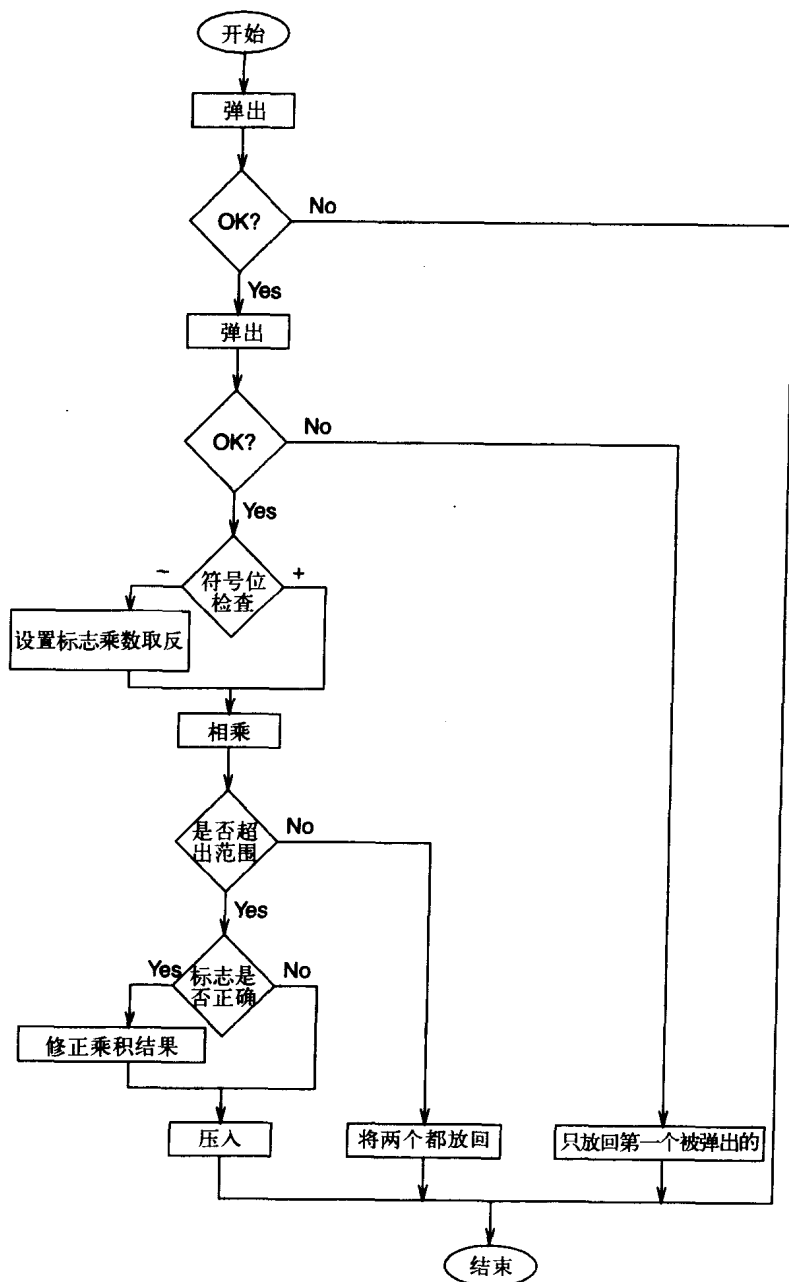 开始
弹出
OK?
No
Yes
弹出
OK?
No
Yes
符号位
检查
−
+
设置标志乘数取反
相乘
是否超
出范围
No
Yes
标志是
否正确
Yes
No
修正乘积结果
压入
将两个都放回
只放回第一个被弹出的
结束